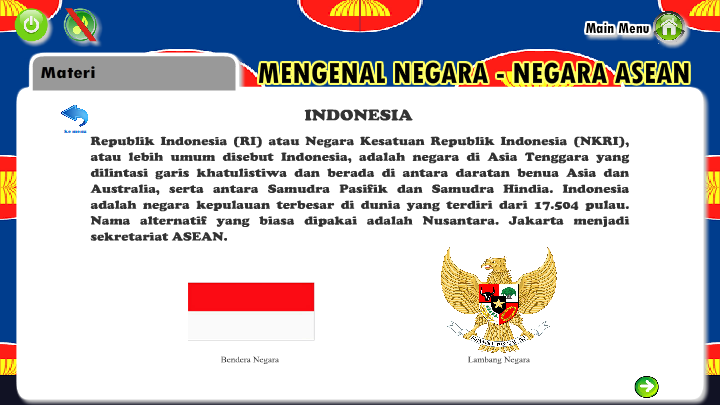 Main Menu
Materi
MENGENAL NEGARA - NEGARA ASEAN
INDONESIA
Republik Indonesia (RI) atau Negara Kesatuan Republik Indonesia (NKRI),
atau lebih umum disebut Indonesia, adalah negara di Asia Tenggara yang
dilintasi garis khatulistiwa dan berada di antara daratan benua Asia dan
Australia, serta antara Samudra Pasifik dan Samudra Hindia. Indonesia
adalah negara kepulauan terbesar di dunia yang terdiri dari 17.504 pulau.
Nama alternatif yang biasa dipakai adalah Nusantara. Jakarta menjadi
sekretariat ASEAN.
Bendera Negara
Lambang Negara